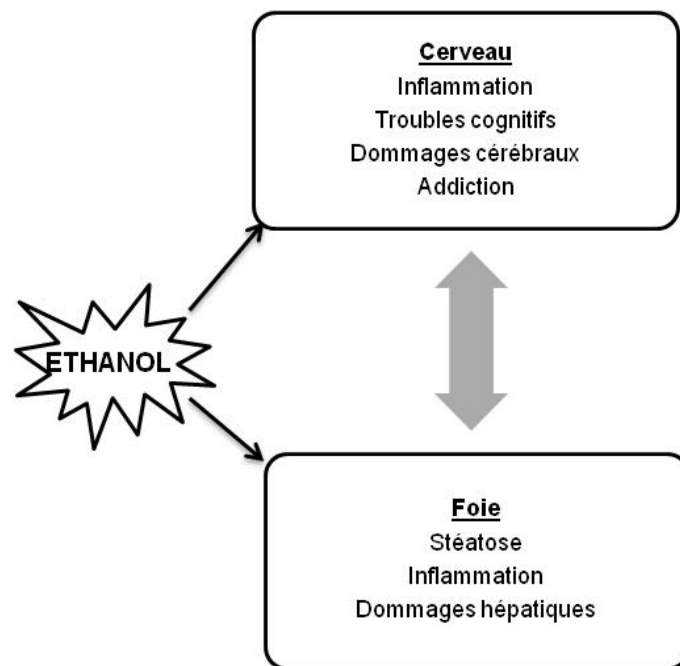 Cerveau
Inflammation
Troubles cognitifs
Dommages cérébraux
Addiction
ETHANOL
Foie
Stéatose
Inflammation
Dommages hépatiques